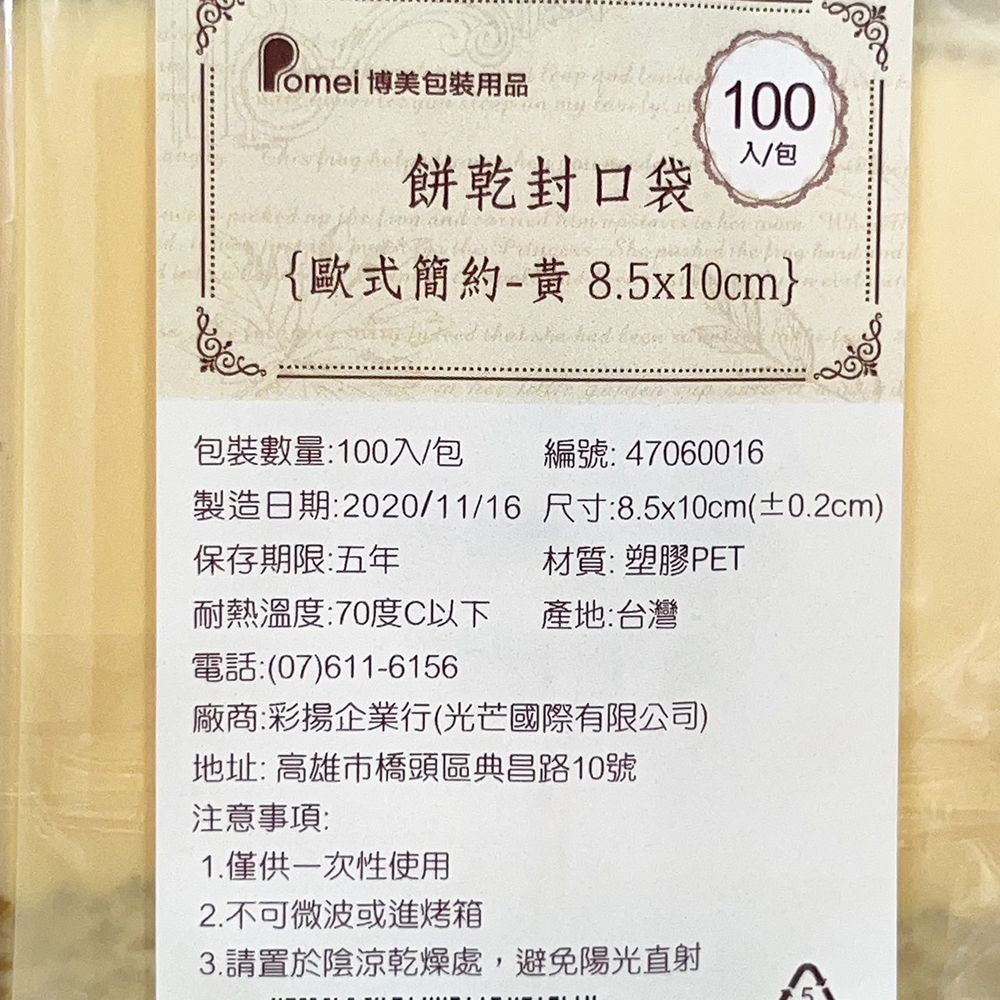 Pomei 博美包裝用品
100
入/包
餅乾封口袋
{歐式簡約-黃 8.5x10cm}
包裝數量:100入/包 編號: 47060016
製造日期:2020/11/16 尺寸:8.5x10cm(±0.2cm)
保存期限:五年 材質: 塑膠PET
耐熱溫度:70度C以下 產地:台灣
電話:(07)611-6156
廠商:彩揚企業行(光芒國際有限公司)
地址: 高雄市橋頭區典昌路10號
注意事項:
1.僅供一次性使用
2.不可微波或進烤箱
3.請置於陰涼乾燥處，避免陽光直射
5